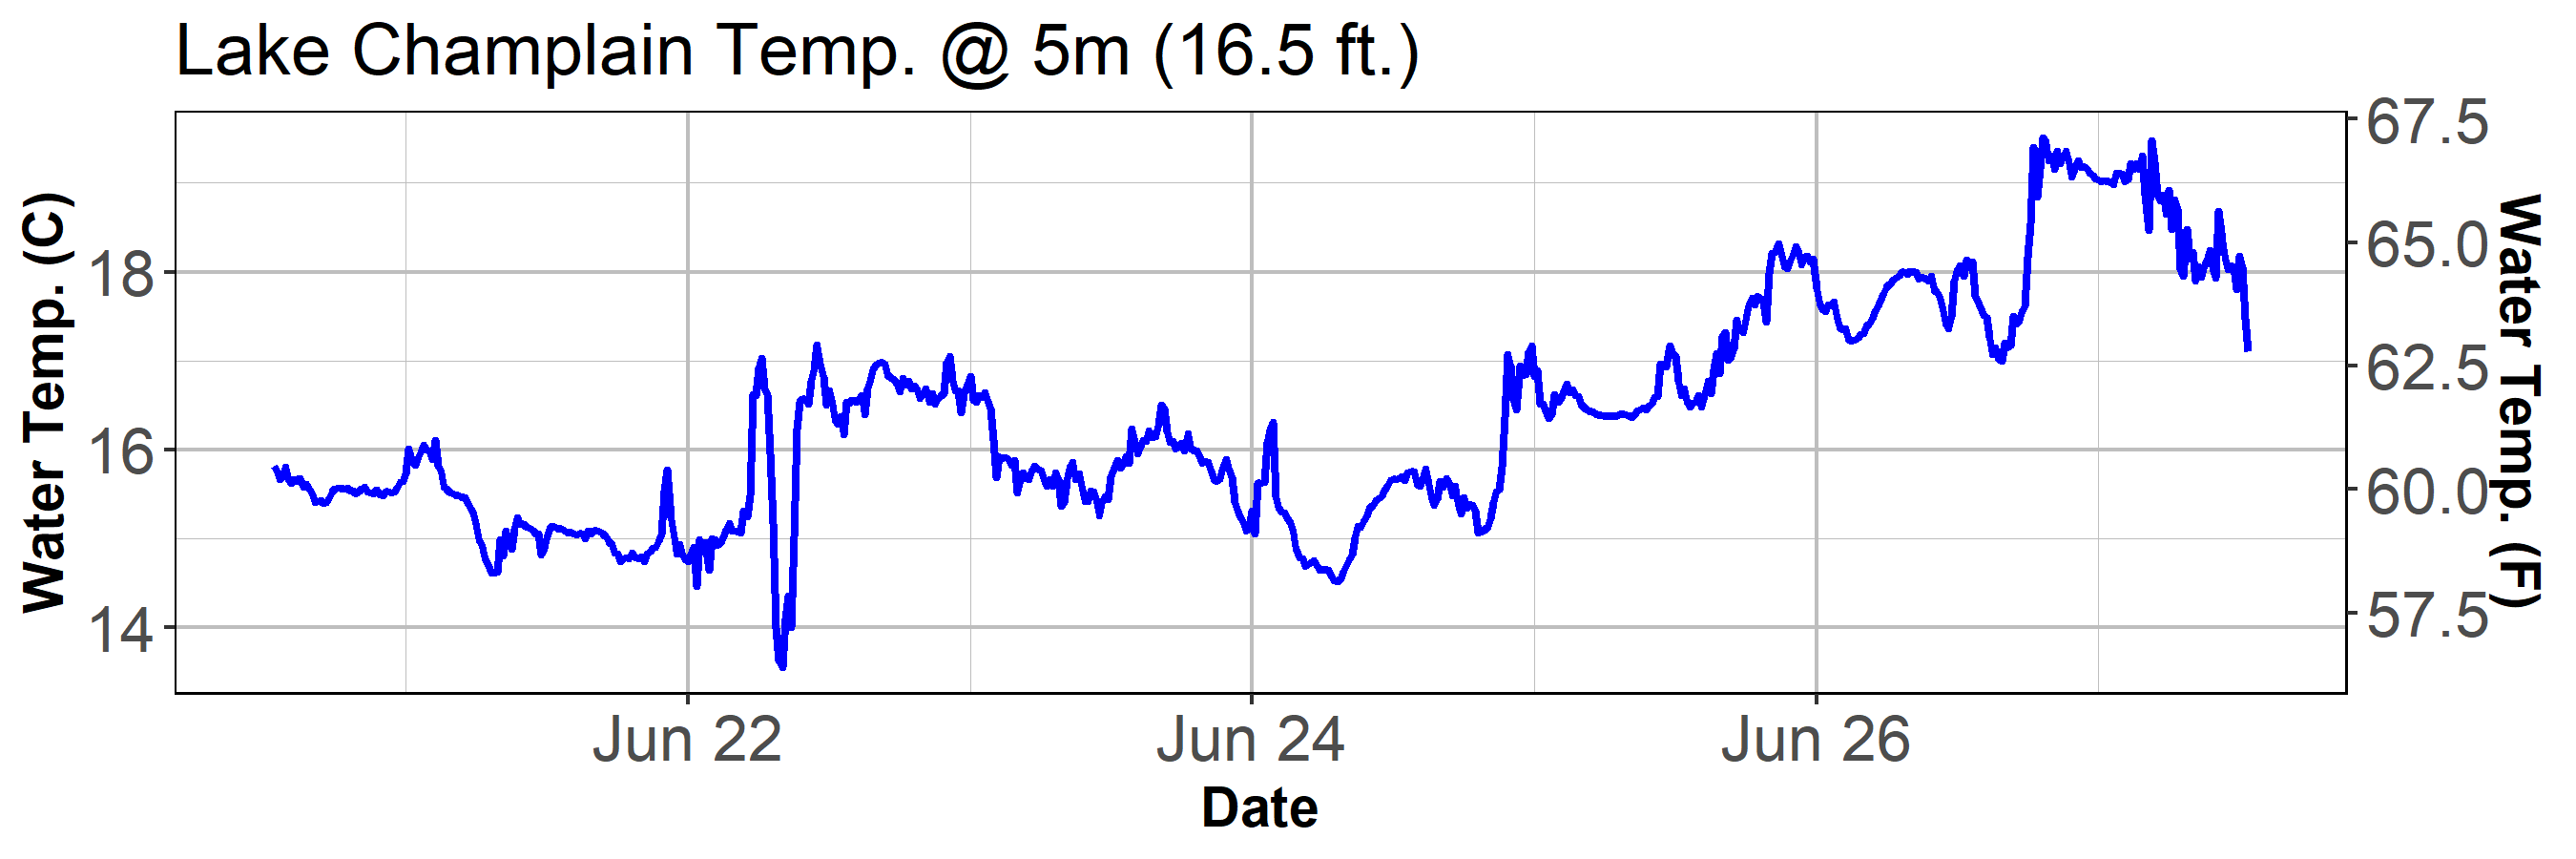 Lake Champlain Temp. @ 5m (16.5 ft.)
Water Temp. (C)
18
16
14
67.5
65.0
62.5
60.0
57.5
Water Temp. (F)
Jun 22
Jun 24
Jun 26
Date